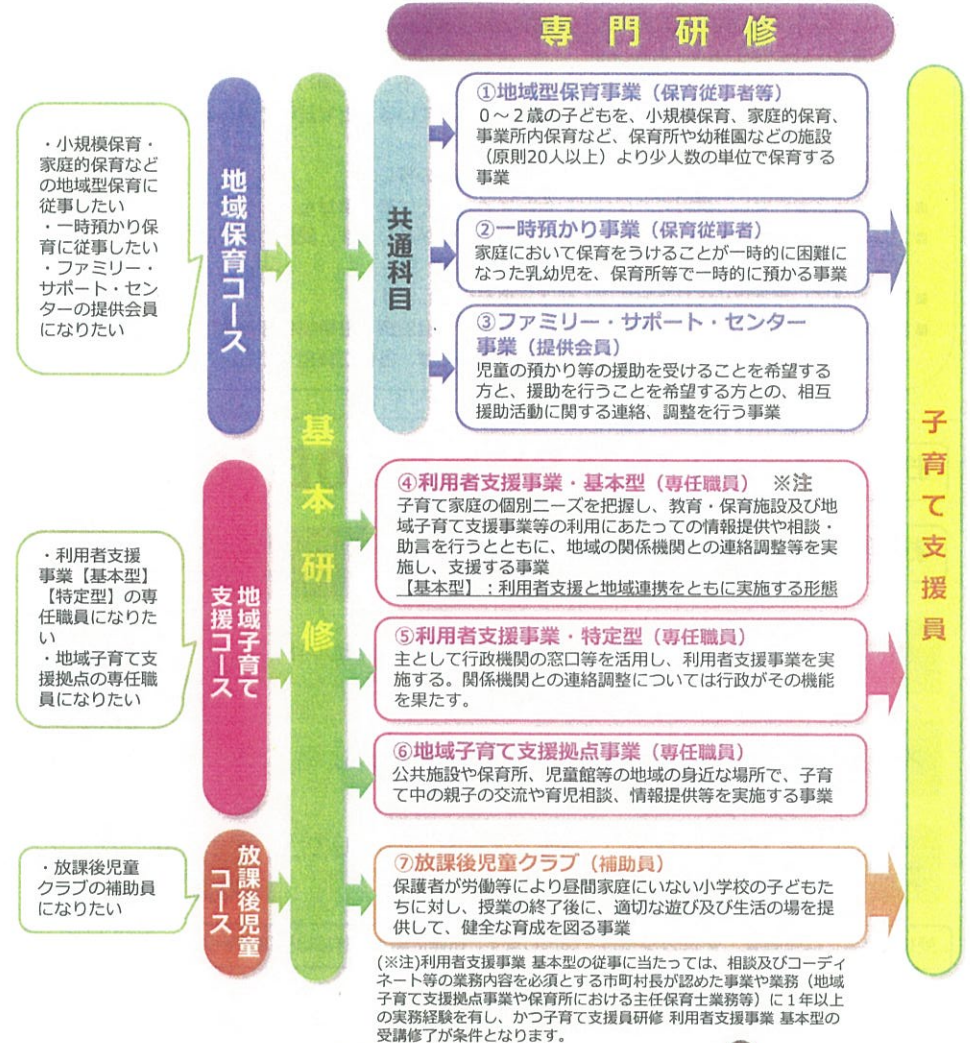 専門研修
・小規模保育・
家庭的保育など
の地域型保育に
従事したい
・一時預かり保
育に従事したい
・ファミリー・
サポート・セン
ターの提供会員
になりたい
地域保育コース
基本研修
共通科目
①地域型保育事業（保育従事者等）
０～２歳の子どもを、小規模保育、家庭的保育、
事業所内保育など、保育所や幼稚園などの施設
（原則20人以上）より少人数の単位で保育する
事業
②一時預かり事業（保育従事者）
家庭において保育をうけることが一時的に困難に
なった乳幼児を、保育所等で一時的に預かる事業
③ファミリー・サポート・センター
事業（提供会員）
児童の預かり等の援助を受けることを希望する
方と、援助を行うことを希望する方との、相互
援助活動に関する連絡、調整を行う事業
子育て支援員
・利用者支援
事業【基本型】
【特定型】の専
任職員になりた
い
・地域子育て支
援拠点の専任職
員になりたい
地域子育て
支援コース
④利用者支援事業・基本型（専任職員）　※注
子育て家庭の個別ニーズを把握し、教育・保育施設及び地
域子育て支援事業等の利用にあたっての情報提供や相談・
助言を行うとともに、地域の関係機関との連絡調整等を実
施し、支援する事業
【基本型】：利用者支援と地域連携をともに実施する形態
⑤利用者支援事業・特定型（専任職員）
主として行政機関の窓口等を活用し、利用者支援事業を実
施する。関係機関との連絡調整については行政がその機能
を果たす。
⑥地域子育て支援拠点事業（専任職員）
公共施設や保育所、児童館等の地域の身近な場所で、子育
て中の親子の交流や育児相談、情報提供等を実施する事業
・放課後児童
クラブの補助員
になりたい
放課後児童
コース
⑦放課後児童クラブ（補助員）
保護者が労働等により昼間家庭にいない小学校の子どもた
ちに対し、授業の終了後に、適切な遊び及び生活の場を提
供して、健全な育成を図る事業
(※注)利用者支援事業 基本型の従事に当たっては、相談及びコーディ
ネート等の業務内容を必須とする市町村長が認めた事業や業務（地域
子育て支援拠点事業や保育所における主任保育士業務等）に１年以上
の実務経験を有し、かつ子育て支援員研修 利用者支援事業 基本型の
受講修了が条件となります。